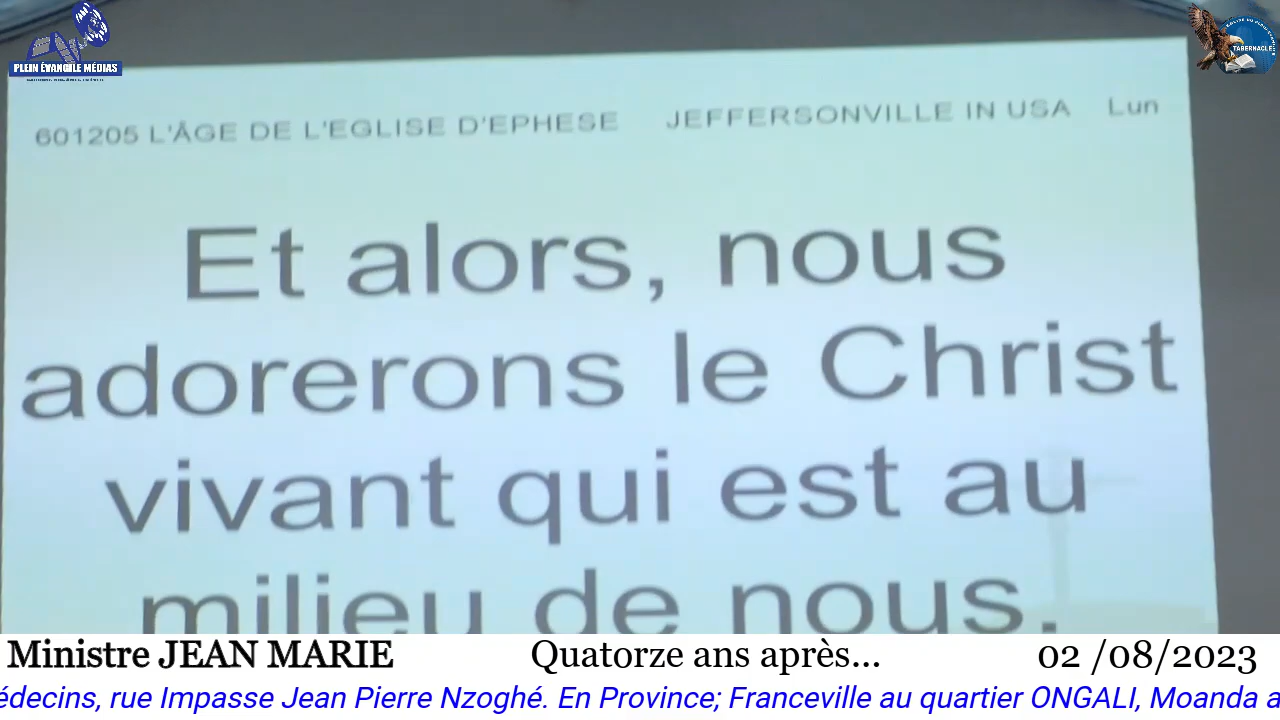 PLEIN ÉVANGILE MÉDIAS
TABERNACLE
601205 L'ÂGE DE L'EGLISE D'EPHESE JEFFERSONVILLE IN USA Lun
Et alors, nous
adorerons le Christ
vivant qui est au
milieu de nous.
Ministre JEAN MARIE Quatorze ans après... 02 /08/2023
édecins, rue Impasse Jean Pierre Nzoghé. En Province; Franceville au quartier ONGALI, Moanda a